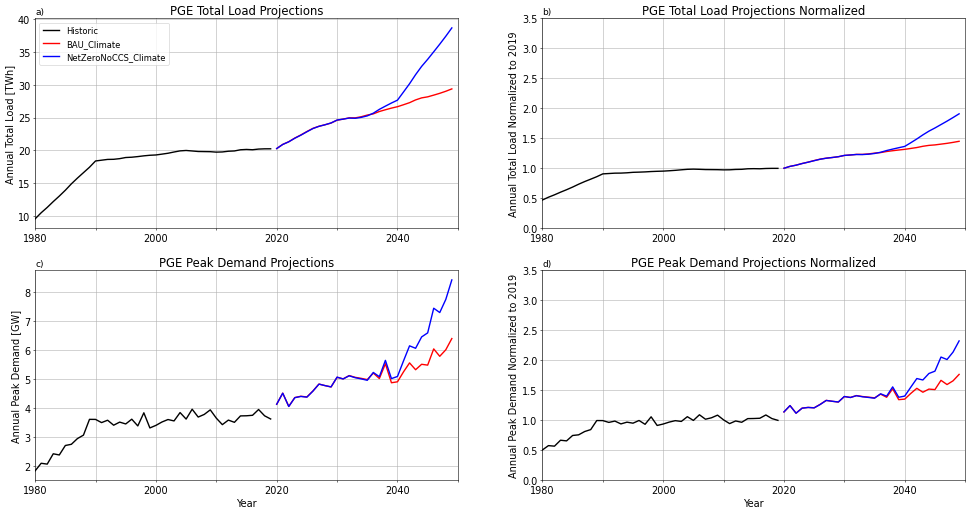 a)
PGE Total Load Projections
Historic
BAU_Climate
NetZeroNoCCS_Climate
Annual Total Load [TWh]
40
35
30
25
20
15
10
1980
2000
2020
2040
b)
PGE Total Load Projections Normalized
Annual Total Load Normalized to 2019
3.5
3.0
2.5
2.0
1.5
1.0
0.5
0.0
1980
2000
2020
2040
c)
PGE Peak Demand Projections
Annual Peak Demand [GW]
8
7
6
5
4
3
2
1980
2000
2020
2040
Year
d)
PGE Peak Demand Projections Normalized
Annual Peak Demand Normalized to 2019
3.5
3.0
2.5
2.0
1.5
1.0
0.5
0.0
1980
2000
2020
2040
Year